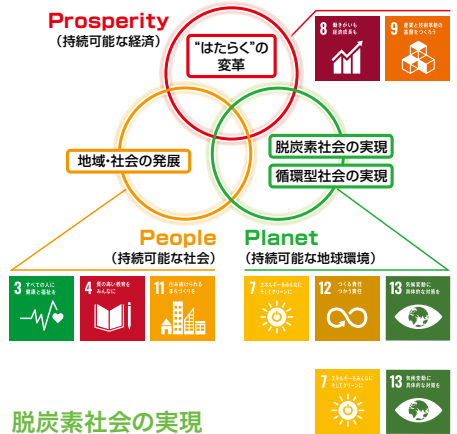 Prosperity
(持続可能な経済)
“はたらく”の
変革
8 働きがいも
経済成長も
9 産業と技術革新の
基盤をつくろう
地域・社会の発展
脱炭素社会の実現
循環型社会の実現
People
(持続可能な社会)
Planet
(持続可能な地球環境)
3 すべての人に
健康と福祉を
4 質の高い教育を
みんなに
11 住み続けられる
まちづくりを
7 エネルギーをみんなに
そしてクリーンに
12 つくる責任
つかう責任
13 気候変動に
具体的な対策を
7 エネルギーをみんなに
そしてクリーンに
13 気候変動に
具体的な対策を
脱炭素社会の実現